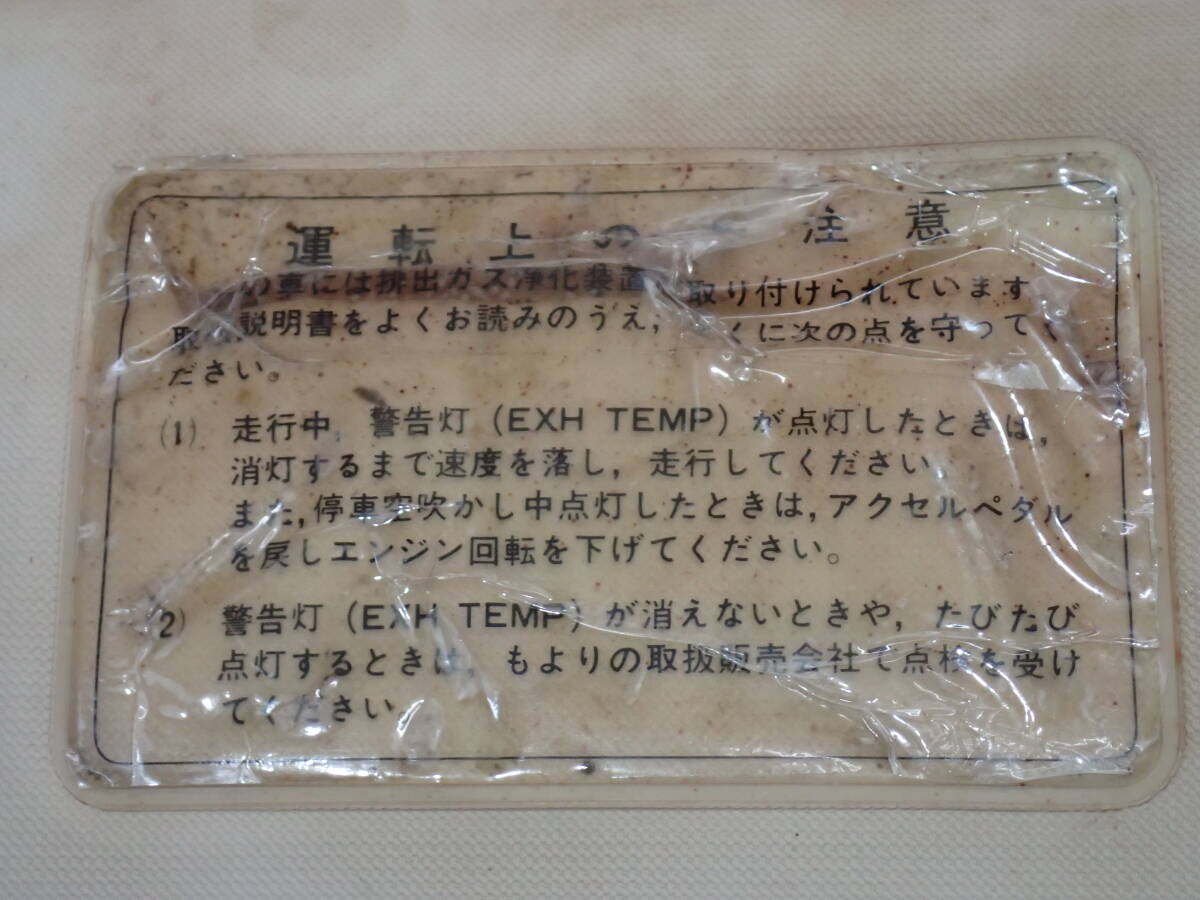 運転上の 注意
の車には排出ガス浄化装置 取り付けられています
取 説明書をよくお読みのうえ, くに次の点を守ってく
ださい。
(1) 走行中, 警告灯 (EXH TEMP) が点灯したときは,
消灯するまで速度を落し, 走行してください
また, 停車空吹かし中点灯したときは, アクセルペダル
を戻しエンジン回転を下げてください。
(2) 警告灯 (EXH TEMP) が消えないときや, たびたび
点灯するときは, もよりの取扱販売会社で点検を受け
てください